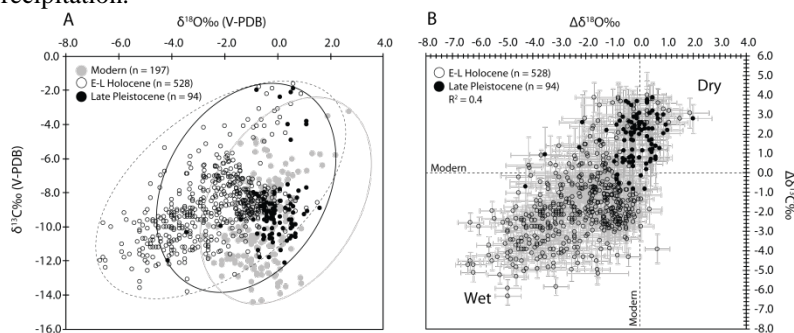 recipitation.
A δ¹⁸O‰ (V-PDB)
-8.0 -6.0 -4.0 -2.0 0.0 2.0 4.0
0.0
-2.0
-4.0
-6.0
-8.0
-10.0
-12.0
-14.0
-16.0
δ¹³C‰ (V-PDB)
Modern (n = 197)
E-L Holocene (n = 528)
Late Pleistocene (n = 94)
B Δδ¹⁸O‰
-8.0 -7.0 -6.0 -5.0 -4.0 -3.0 -2.0 -1.0 0.0 1.0 2.0 3.0 4.0
E-L Holocene (n = 528)
Late Pleistocene (n = 94)
R² = 0.4
Dry
Modern
Wet
Modern
6.0
5.0
4.0
3.0
2.0
1.0
0.0
-1.0
-2.0
-3.0
-4.0
-5.0
-6.0
-7.0
-8.0
Δδ¹³C‰